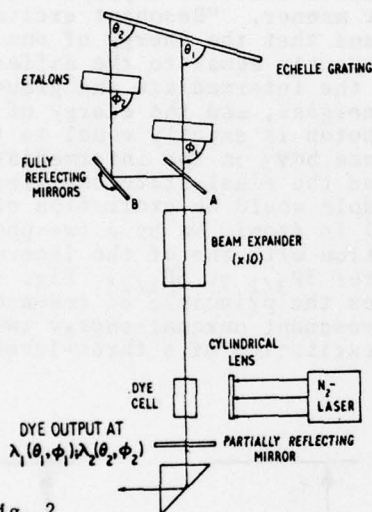 θ₂
θ₁
ECHELLE GRATING
ETALONS
ϕ₂
ϕ₁
FULLY
REFLECTING
MIRRORS
B
A
BEAM EXPANDER
(x10)
CYLINDRICAL
LENS
DYE
CELL
N₂-
LASER
DYE OUTPUT AT
λ₁(θ₁,ϕ₁);λ₂(θ₂,ϕ₂)
PARTIALLY REFLECTING
MIRROR
2